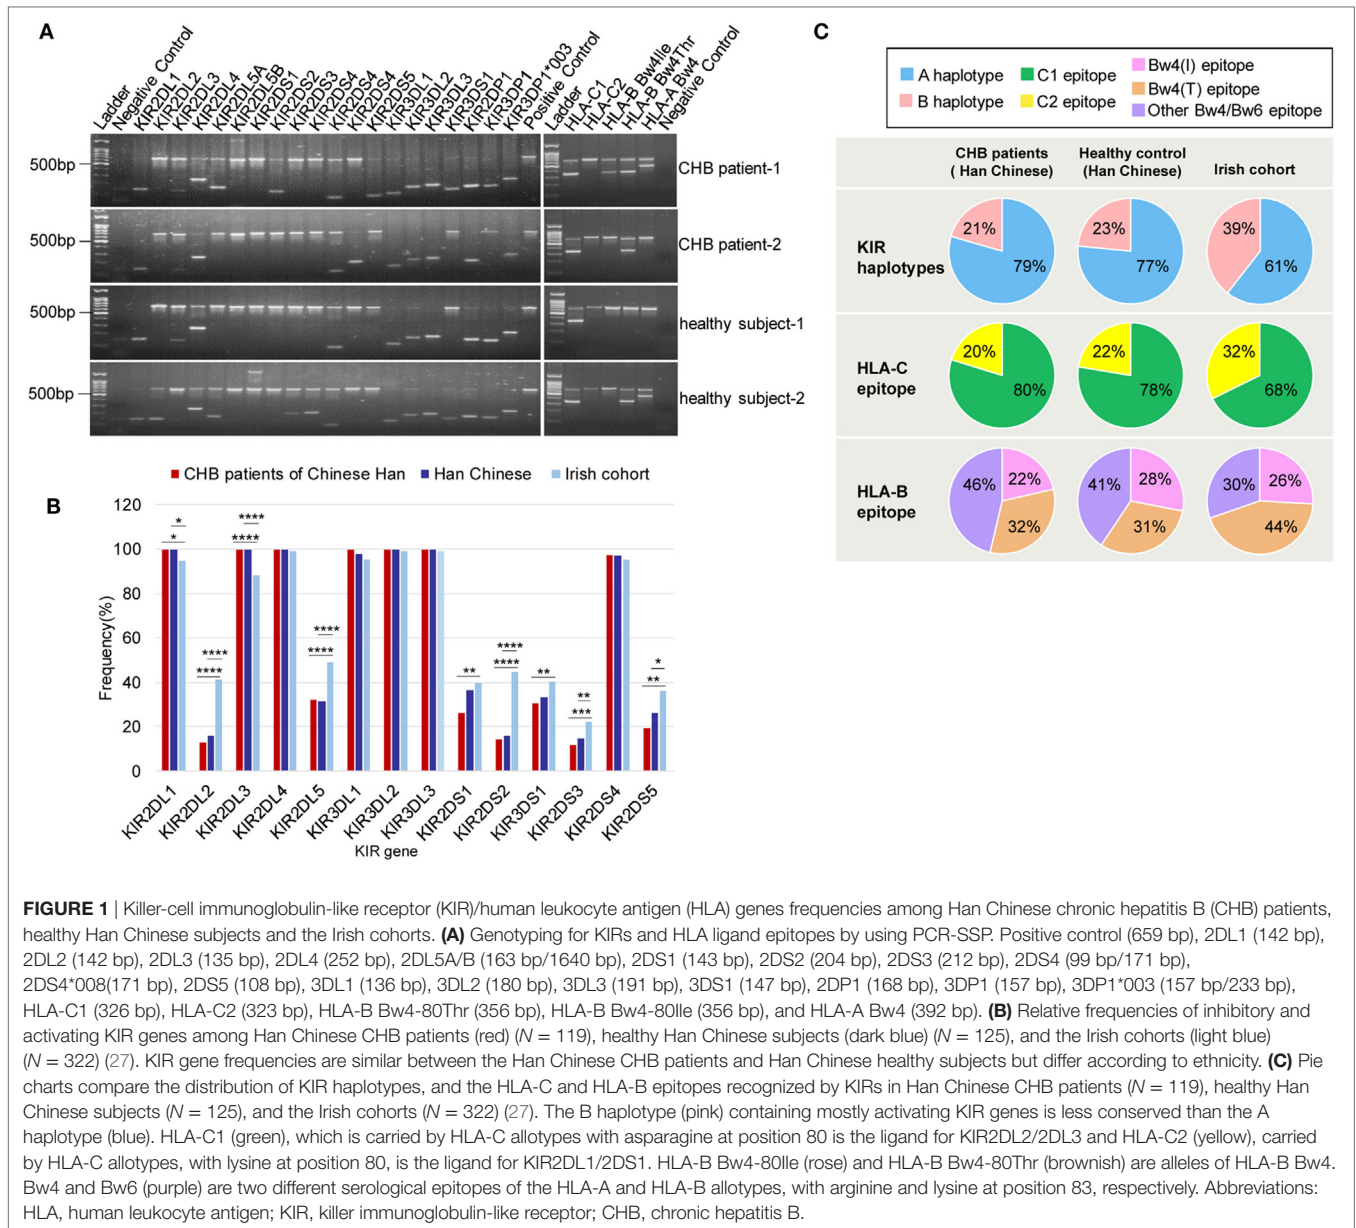 A
Ladder
Negative Control
KIR2DL1
KIR2DL2
KIR2DL3
KIR2DL4
KIR2DL5A
KIR2DL5B
KIR2DS1
KIR2DS2
KIR2DS3
KIR2DS4
KIR2DS4
KIR2DS5
KIR3DL1
KIR3DL2
KIR3DL3
KIR3DS1
KIR2DP1
KIR3DP1
KIR3DP1*003
Positive Control
Ladder
HLA-C1
HLA-C2
HLA-B Bw4Ile
HLA-B Bw4Thr
HLA-A Bw4
Negative Control
500bp
CHB patient-1
500bp
CHB patient-2
500bp
healthy subject-1
500bp
healthy subject-2
B
CHB patients of Chinese Han
Han Chinese
Irish cohort
Frequency(%)
120
100
80
60
40
20
0
*
*
****
****
****
****
****
****
**
****
****
**
**
***
*
**
KIR2DL1
KIR2DL2
KIR2DL3
KIR2DL4
KIR2DL5
KIR3DL1
KIR3DL2
KIR3DL3
KIR2DS1
KIR2DS2
KIR3DS1
KIR2DS3
KIR2DS4
KIR2DS5
KIR gene
C
A haplotype
B haplotype
C1 epitope
C2 epitope
Bw4(I) epitope
Bw4(T) epitope
Other Bw4/Bw6 epitope
CHB patients
( Han Chinese)
Healthy control
(Han Chinese)
Irish cohort
KIR
haplotypes
21%
79%
23%
77%
39%
61%
HLA-C
epitope
20%
80%
22%
78%
32%
68%
HLA-B
epitope
46%
22%
32%
41%
28%
31%
30%
26%
44%
FIGURE 1 | Killer-cell immunoglobulin-like receptor (KIR)/human leukocyte antigen (HLA) genes frequencies among Han Chinese chronic hepatitis B (CHB) patients,
healthy Han Chinese subjects and the Irish cohorts. (A) Genotyping for KIRs and HLA ligand epitopes by using PCR-SSP. Positive control (659 bp), 2DL1 (142 bp),
2DL2 (142 bp), 2DL3 (135 bp), 2DL4 (252 bp), 2DL5A/B (163 bp/1640 bp), 2DS1 (143 bp), 2DS2 (204 bp), 2DS3 (212 bp), 2DS4 (99 bp/171 bp),
2DS4*008(171 bp), 2DS5 (108 bp), 3DL1 (136 bp), 3DL2 (180 bp), 3DL3 (191 bp), 3DS1 (147 bp), 2DP1 (168 bp), 3DP1 (157 bp), 3DP1*003 (157 bp/233 bp),
HLA-C1 (326 bp), HLA-C2 (323 bp), HLA-B Bw4-80Thr (356 bp), HLA-B Bw4-80Ile (356 bp), and HLA-A Bw4 (392 bp). (B) Relative frequencies of inhibitory and
activating KIR genes among Han Chinese CHB patients (red) (N = 119), healthy Han Chinese subjects (dark blue) (N = 125), and the Irish cohorts (light blue)
(N = 322) (27). KIR gene frequencies are similar between the Han Chinese CHB patients and Han Chinese healthy subjects but differ according to ethnicity. (C) Pie
charts compare the distribution of KIR haplotypes, and the HLA-C and HLA-B epitopes recognized by KIRs in Han Chinese CHB patients (N = 119), healthy Han
Chinese subjects (N = 125), and the Irish cohorts (N = 322) (27). The B haplotype (pink) containing mostly activating KIR genes is less conserved than the A
haplotype (blue). HLA-C1 (green), which is carried by HLA-C allotypes with asparagine at position 80 is the ligand for KIR2DL2/2DL3 and HLA-C2 (yellow), carried
by HLA-C allotypes, with lysine at position 80, is the ligand for KIR2DL1/2DS1. HLA-B Bw4-80Ile (rose) and HLA-B Bw4-80Thr (brownish) are alleles of HLA-B Bw4.
Bw4 and Bw6 (purple) are two different serological epitopes of the HLA-A and HLA-B allotypes, with arginine and lysine at position 83, respectively. Abbreviations:
HLA, human leukocyte antigen; KIR, killer immunoglobulin-like receptor; CHB, chronic hepatitis B.